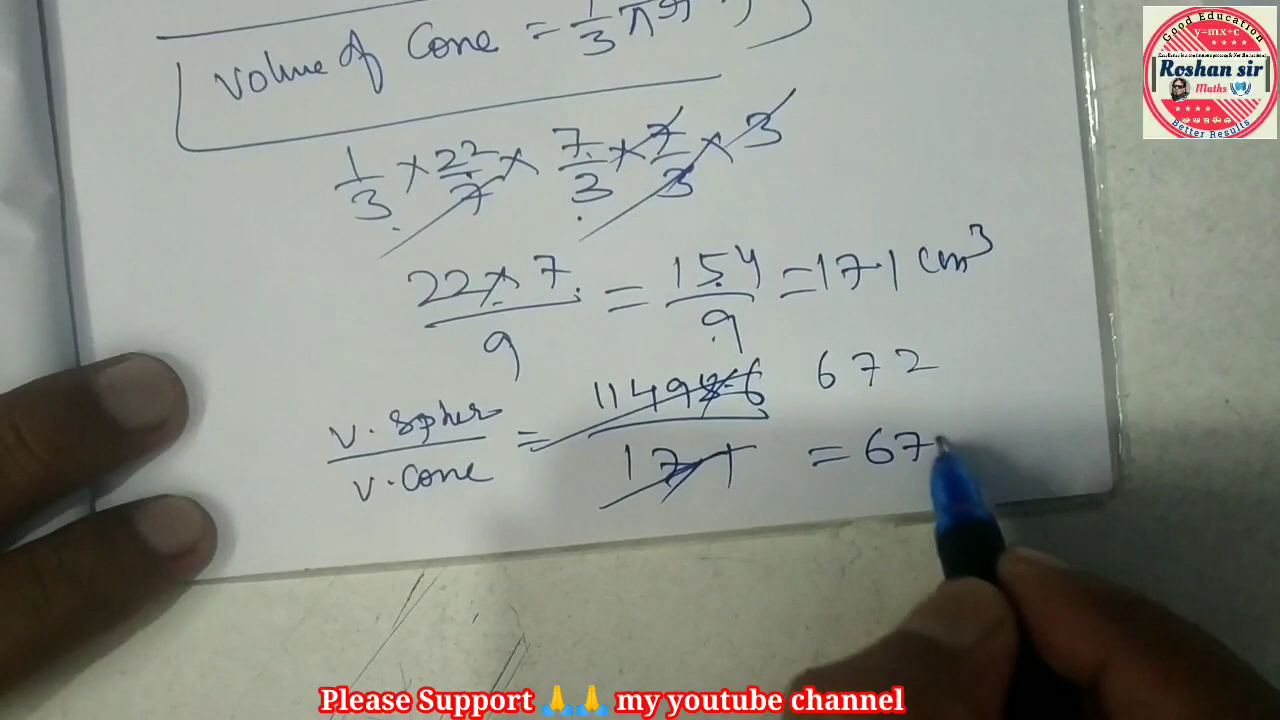 Volume of Cone = 1/3 π
1/3 × 22/7 × 7/3 × 7/3 × 3
22×7/9 = 154/9 = 17.1 cm³
672
V. Spher/V. Cone = 11498.6/17.1 = 67
Good Education
y=mx+c
Roshan sir
Maths
Better Results
Please Support 🙏🙏 my youtube channel